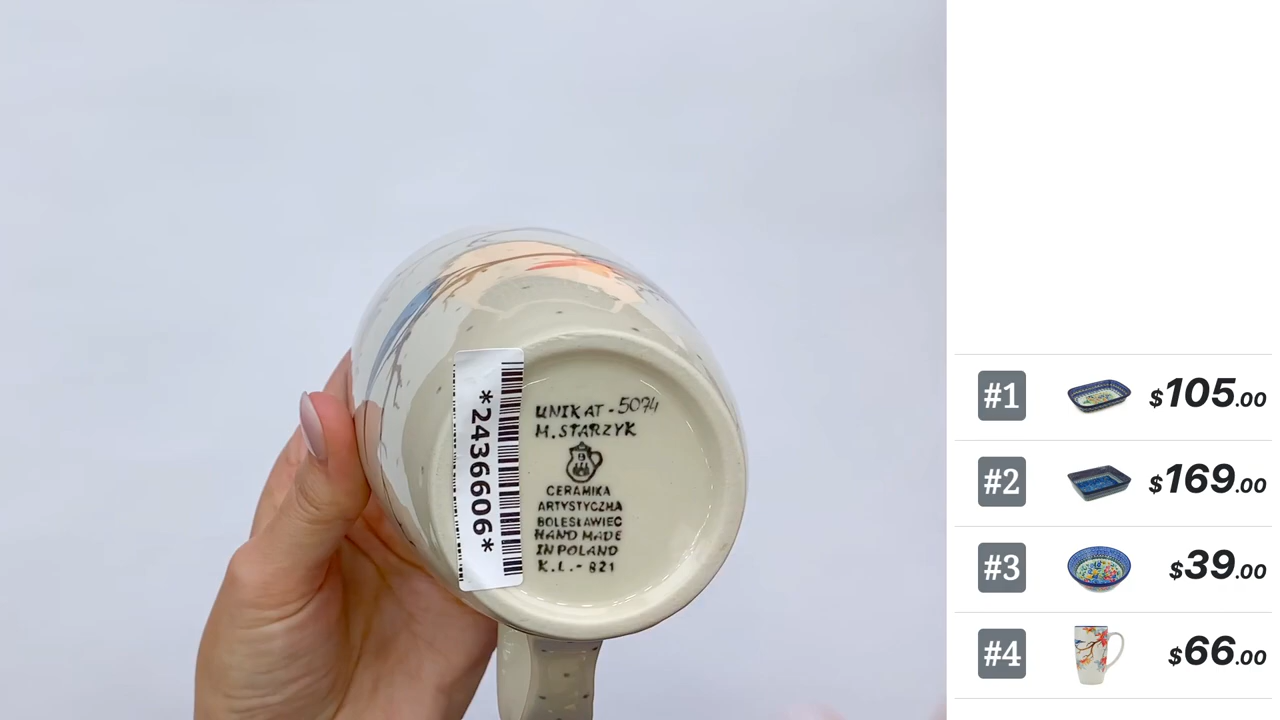 *2436606*
UNIKAT - 5074
M. STARZYK
CERAMIKA
ARTYSTYCZNA
BOLESŁAWIEC
HAND MADE
IN POLAND
K.L. - 821
#1 $105.00
#2 $169.00
#3 $39.00
#4 $66.00